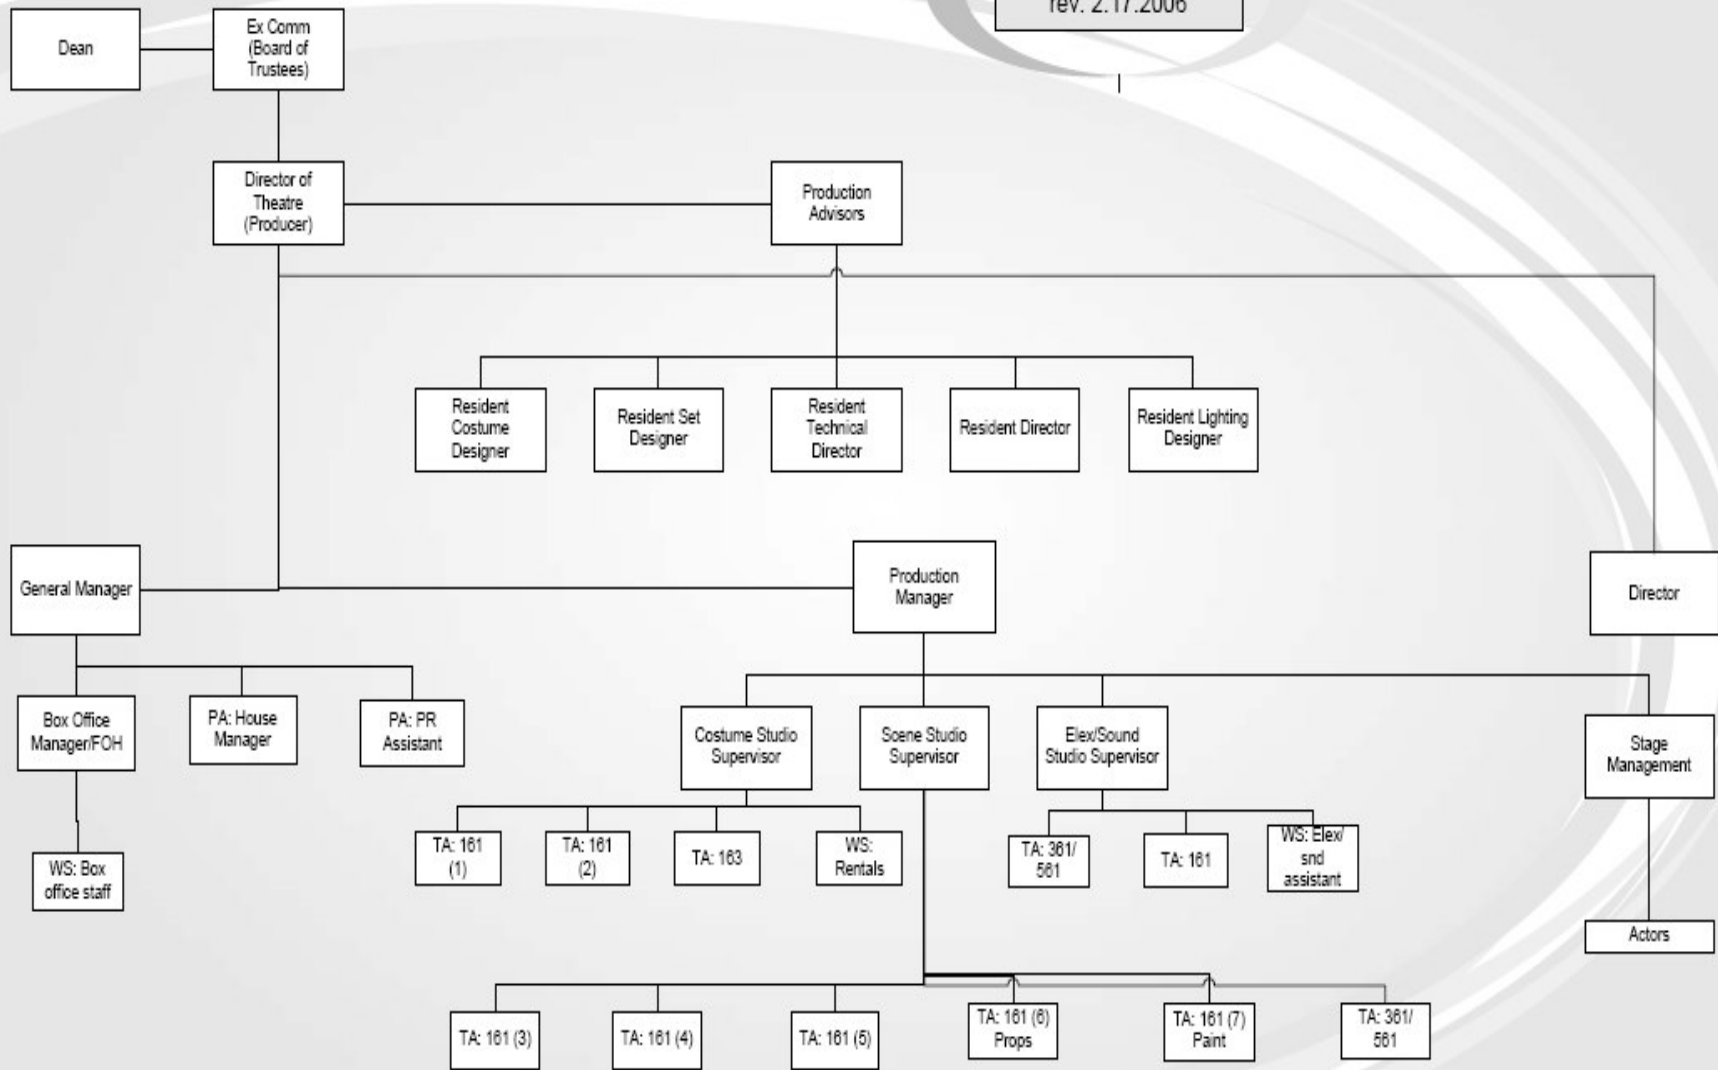 rev. 2.17.2006
Dean
Ex Comm
(Board of
Trustees)
Director of
Theatre
(Producer)
Production
Advisors
Resident
Costume
Designer
Resident Set
Designer
Resident
Technical
Director
Resident Director
Resident Lighting
Designer
General Manager
Production
Manager
Director
Box Office
Manager/FOH
PA: House
Manager
PA: PR
Assistant
Costume Studio
Supervisor
Scene Studio
Supervisor
Elex/Sound
Studio Supervisor
Stage
Management
WS: Box
office staff
TA: 161
(1)
TA: 161
(2)
TA: 163
WS:
Rentals
TA: 361/
561
TA: 161
WS: Elex/
snd
assistant
Actors
TA: 161 (3)
TA: 161 (4)
TA: 161 (5)
TA: 161 (6)
Props
TA: 161 (7)
Paint
TA: 361/
561